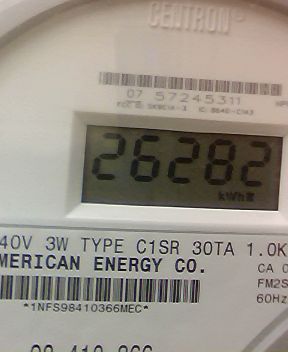 CENTRON®
07 57245311
26282
kWh
40V 3W TYPE C1SR 30TA 1.0K
MERICAN ENERGY CO.
CA 0
FM2S
60Hz
*1NFS98410366MEC*